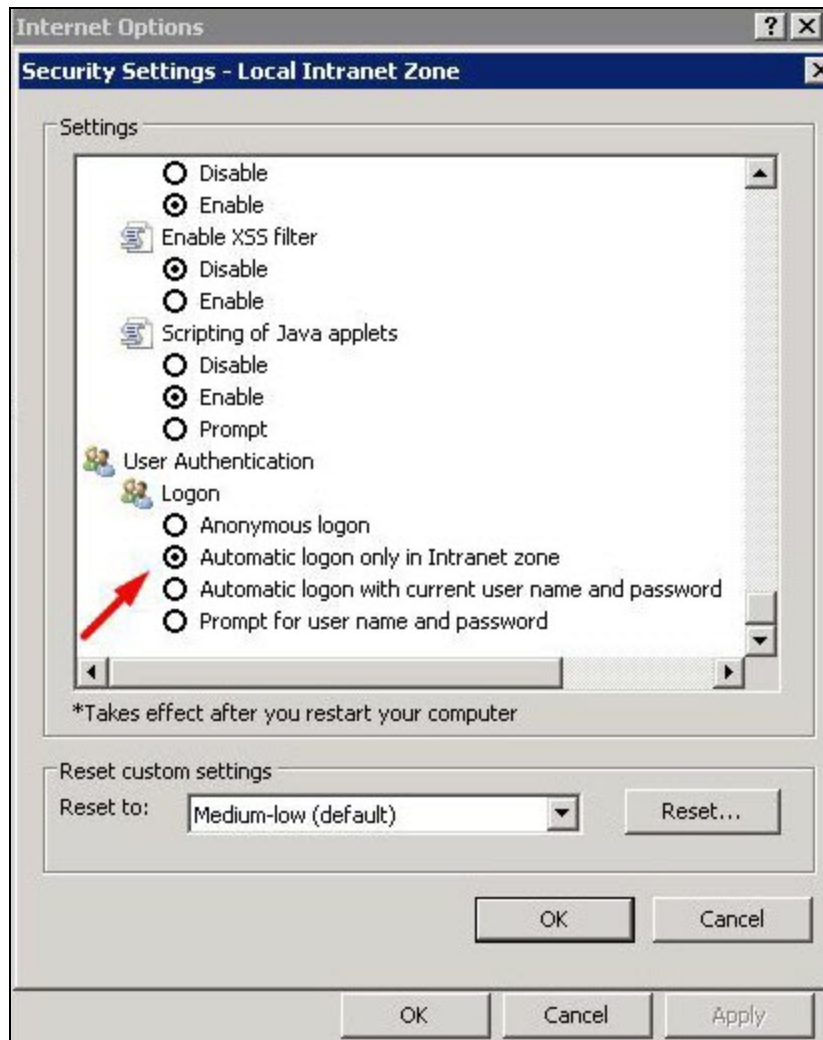 Internet Options
Security Settings - Local Intranet Zone
Settings
Disable
Enable
Enable XSS filter
Disable
Enable
Scripting of Java applets
Disable
Enable
Prompt
User Authentication
Logon
Anonymous logon
Automatic logon only in Intranet zone
Automatic logon with current user name and password
Prompt for user name and password
*Takes effect after you restart your computer
Reset custom settings
Reset to: Medium-low (default) Reset...
OK Cancel
OK Cancel Apply